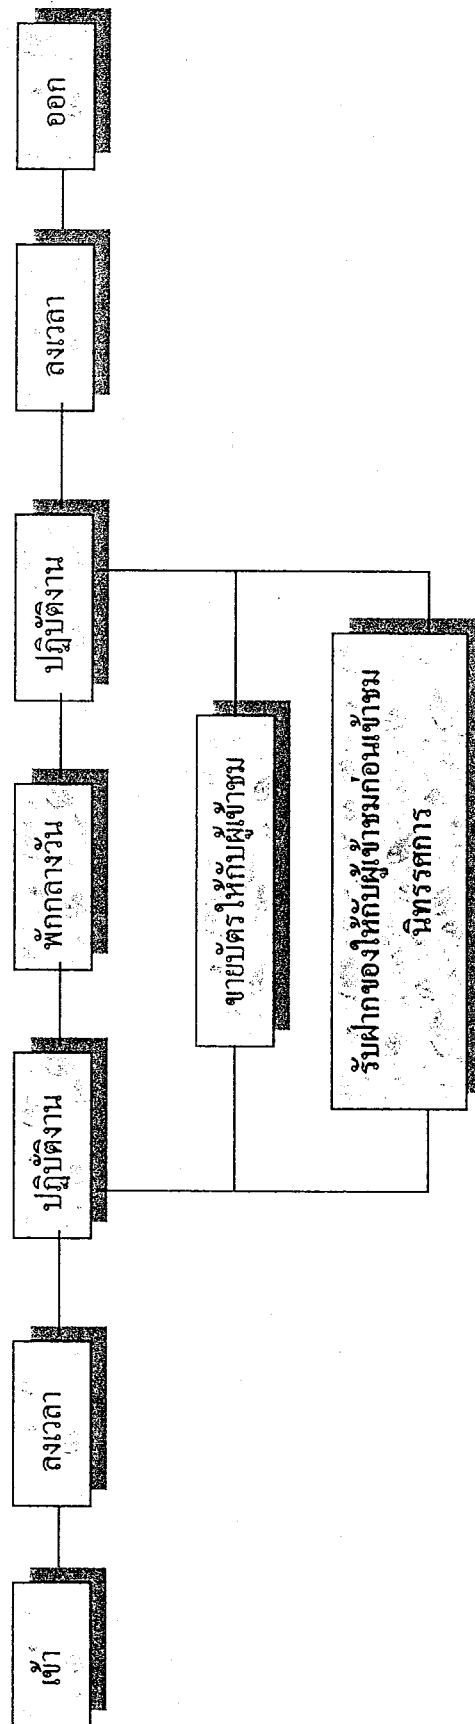 เข้า
ลงเวลา
ปฏิบัติงาน
พักกลางวัน
ปฏิบัติงาน
ลงเวลา
ออก
ขายบัตรให้กับผู้เข้าชม
รับฝากของให้กับผู้เข้าชมก่อนเข้าชม
นิทรรศการ